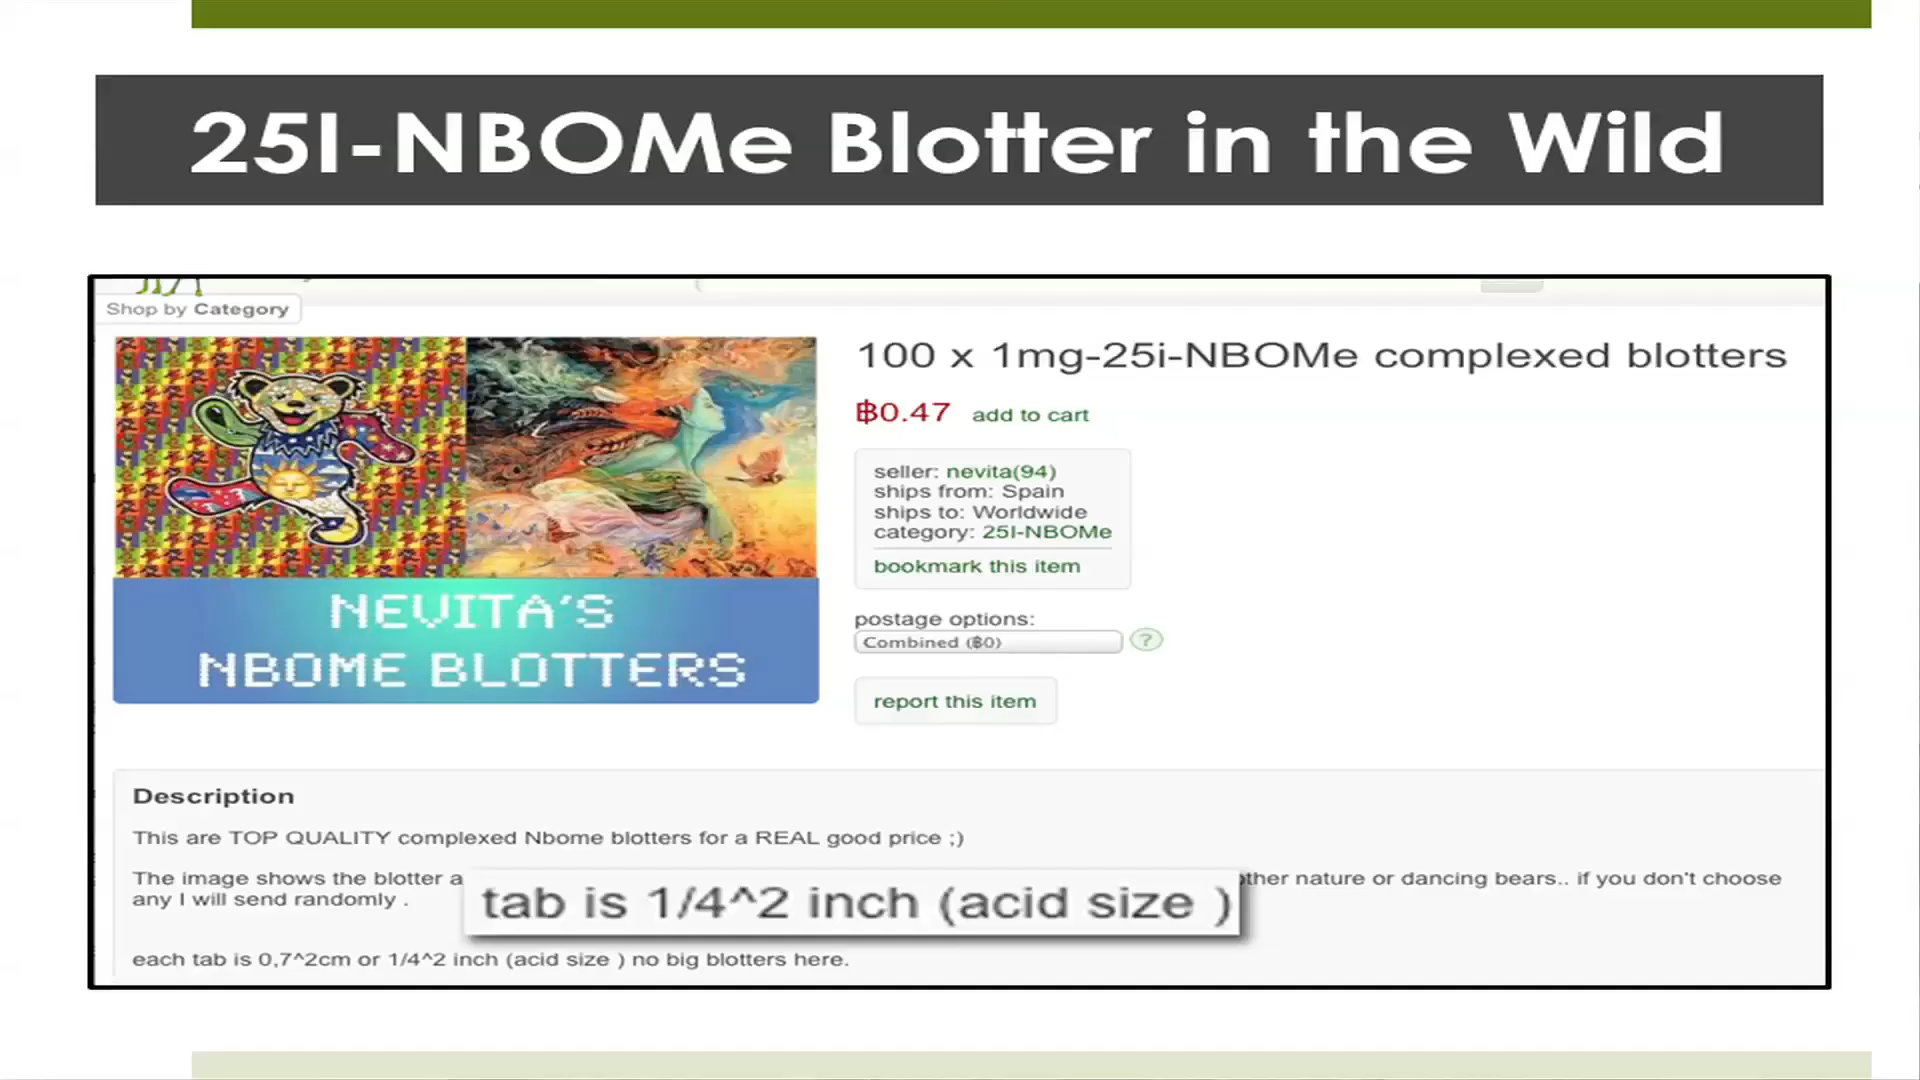 25I-NBOMe Blotter in the Wild
Shop by Category
NEVITA'S
NBOME BLOTTERS
100 x 1mg-25i-NBOMe complexed blotters
฿0.47 add to cart
seller: nevita(94)
ships from: Spain
ships to: Worldwide
category: 25I-NBOMe
bookmark this item
postage options:
Combined (฿0) ?
report this item
Description
This are TOP QUALITY complexed Nbome blotters for a REAL good price ;)
The image shows the blotter a
other nature or dancing bears.. if you don't choose
any I will send randomly .
tab is 1/4^2 inch (acid size )
each tab is 0,7^2cm or 1/4^2 inch (acid size ) no big blotters here.